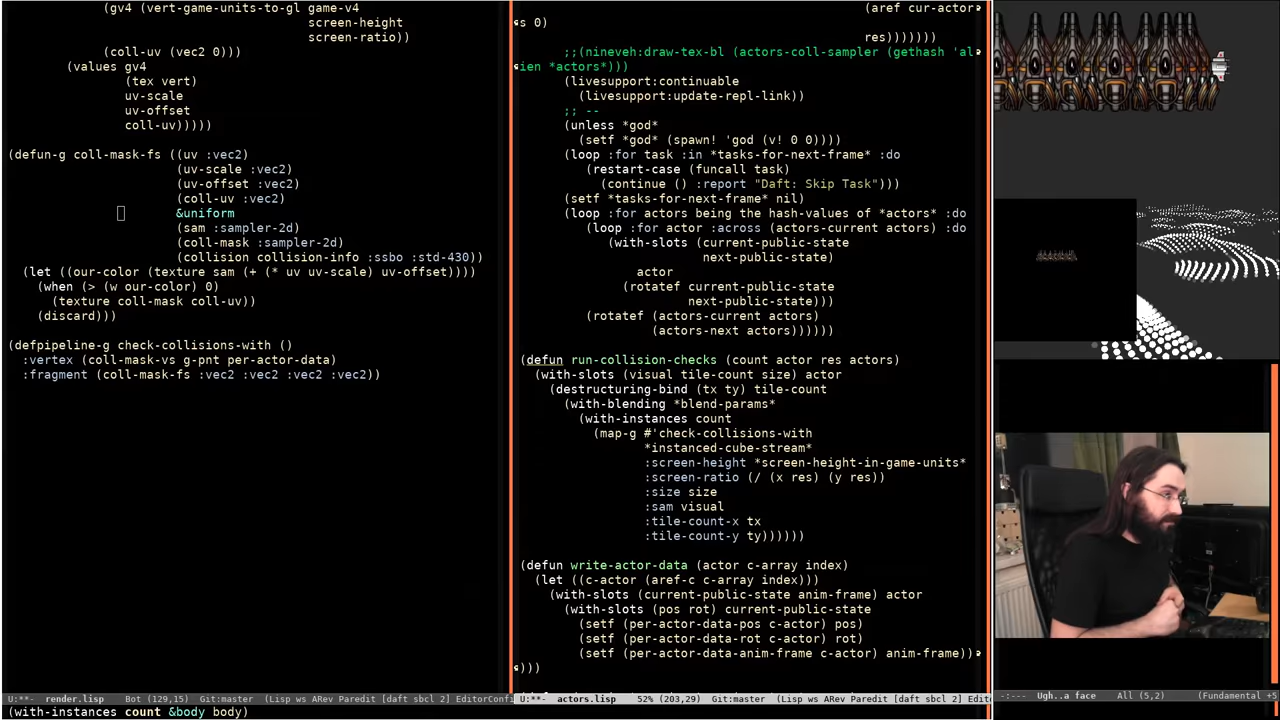 (gv4 (vert-game-units-to-gl game-v4
screen-height
screen-ratio))
(coll-uv (vec2 0)))
(values gv4
(tex vert)
uv-scale
uv-offset
coll-uv)))))
(defun-g coll-mask-fs ((uv :vec2)
(uv-scale :vec2)
(uv-offset :vec2)
(coll-uv :vec2)
&uniform
(sam :sampler-2d)
(coll-mask :sampler-2d)
(collision collision-info :ssbo :std-430))
(let ((our-color (texture sam (+ (* uv uv-scale) uv-offset))))
(when (> (w our-color) 0)
(texture coll-mask coll-uv))
(discard)))
(defpipeline-g check-collisions-with ()
:vertex (coll-mask-vs g-pnt per-actor-data)
:fragment (coll-mask-fs :vec2 :vec2 :vec2 :vec2))
U:**- render.lisp Bot (129,15) Git:master (Lisp ws ARev Paredit [daft sbcl 2] EditorConfi
(aref cur-actor
s 0)
res)))))))
;;(nineveh:draw-tex-bl (actors-coll-sampler (gethash 'al
ien *actors*)))
(livesupport:continuable
(livesupport:update-repl-link))
;; --
(unless *god*
(setf *god* (spawn! 'god (v! 0 0))))
(loop :for task :in *tasks-for-next-frame* :do
(restart-case (funcall task)
(continue () :report "Daft: Skip Task")))
(setf *tasks-for-next-frame* nil)
(loop :for actors being the hash-values of *actors* :do
(loop :for actor :across (actors-current actors) :do
(with-slots (current-public-state
next-public-state)
actor
(rotatef current-public-state
next-public-state)))
(rotatef (actors-current actors)
(actors-next actors))))))
(defun run-collision-checks (count actor res actors)
(with-slots (visual tile-count size) actor
(destructuring-bind (tx ty) tile-count
(with-blending *blend-params*
(with-instances count
(map-g #'check-collisions-with
*instanced-cube-stream*
:screen-height *screen-height-in-game-units*
:screen-ratio (/ (x res) (y res))
:size size
:sam visual
:tile-count-x tx
:tile-count-y ty))))))
(defun write-actor-data (actor c-array index)
(let ((c-actor (aref-c c-array index)))
(with-slots (current-public-state anim-frame) actor
(with-slots (pos rot) current-public-state
(setf (per-actor-data-pos c-actor) pos)
(setf (per-actor-data-rot c-actor) rot)
(setf (per-actor-data-anim-frame c-actor) anim-frame))
)))
U:**- actors.lisp 52% (203,29) Git:master (Lisp ws ARev Paredit [daft sbcl 2] Edit
-:--- Ugh..a face All (5,2) (Fundamental +5
(with-instances count &body body)